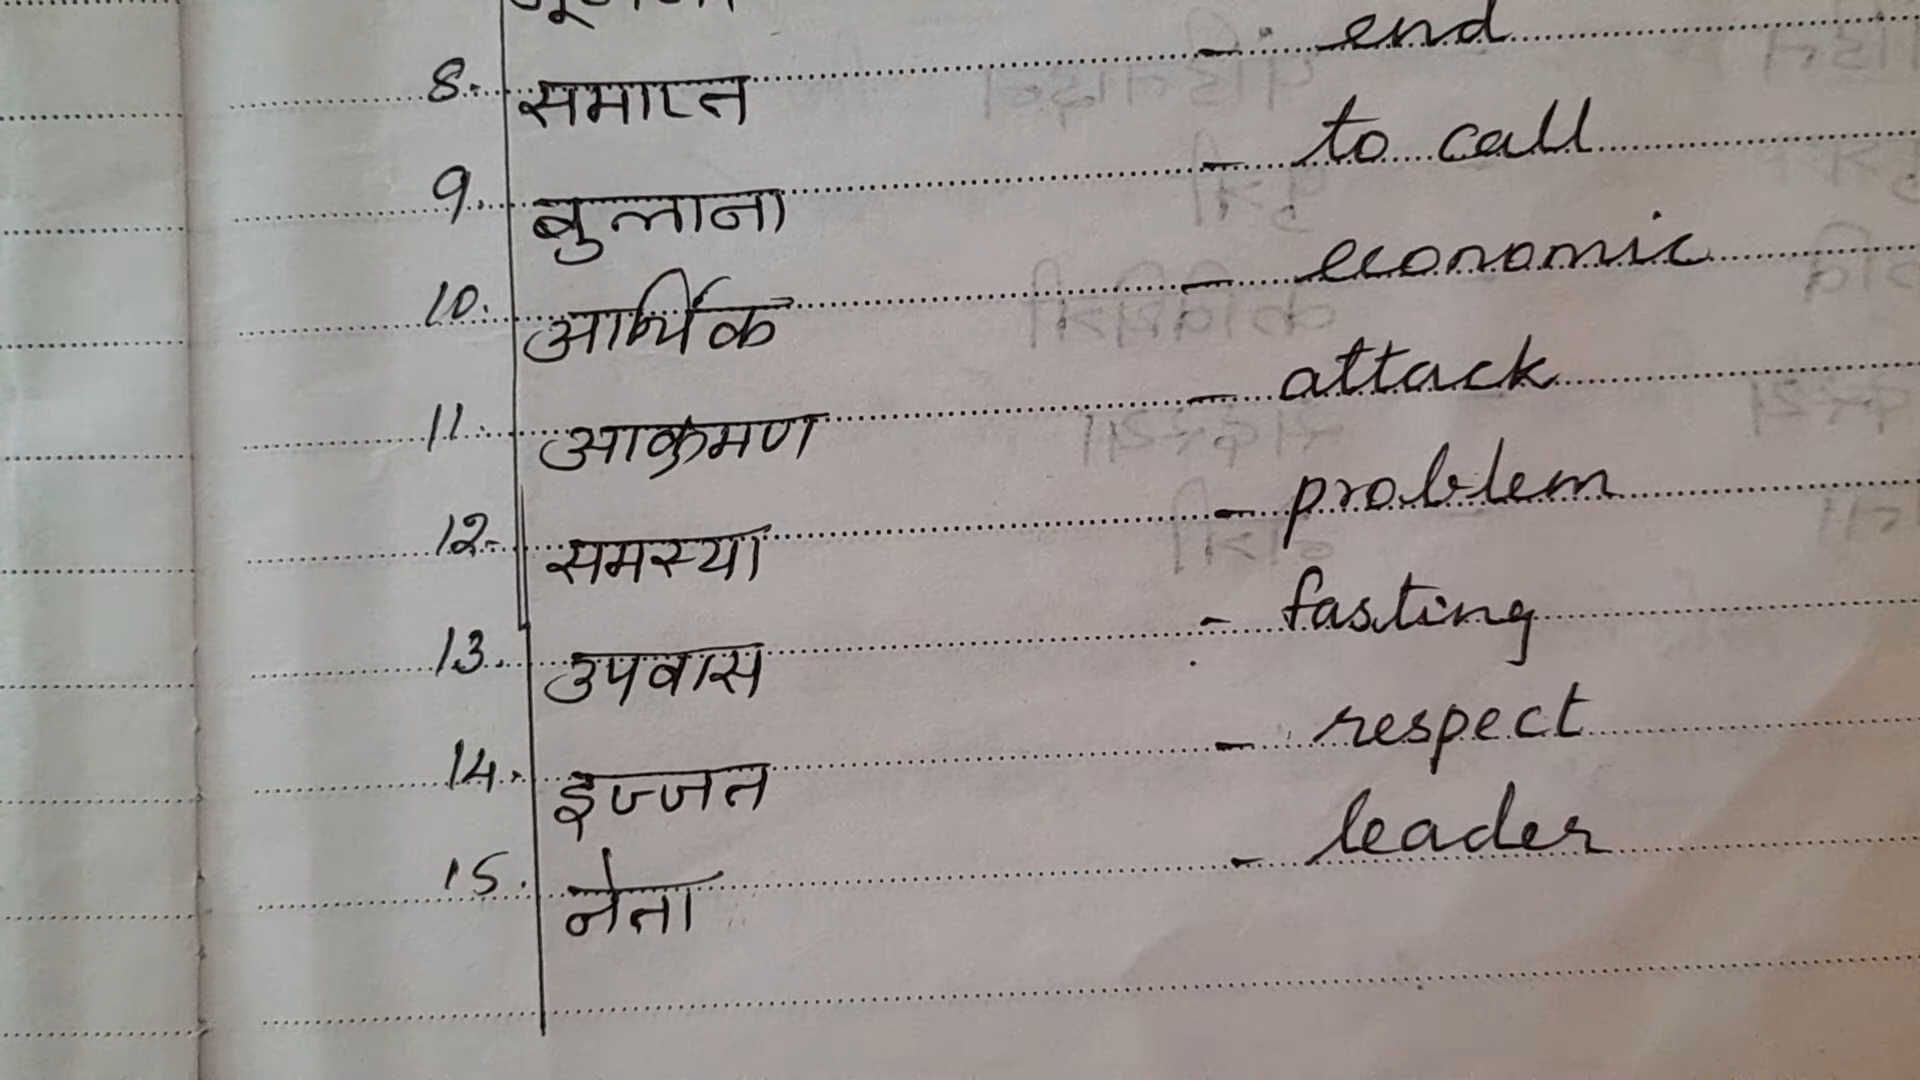 8. समाप्त - end
9. बुलाना - to call
10. आर्थिक - economic
11. आक्रमण - attack
12. समस्या - problem
13. उपवास - fasting
14. इज्जत - respect
15. नेता - leader